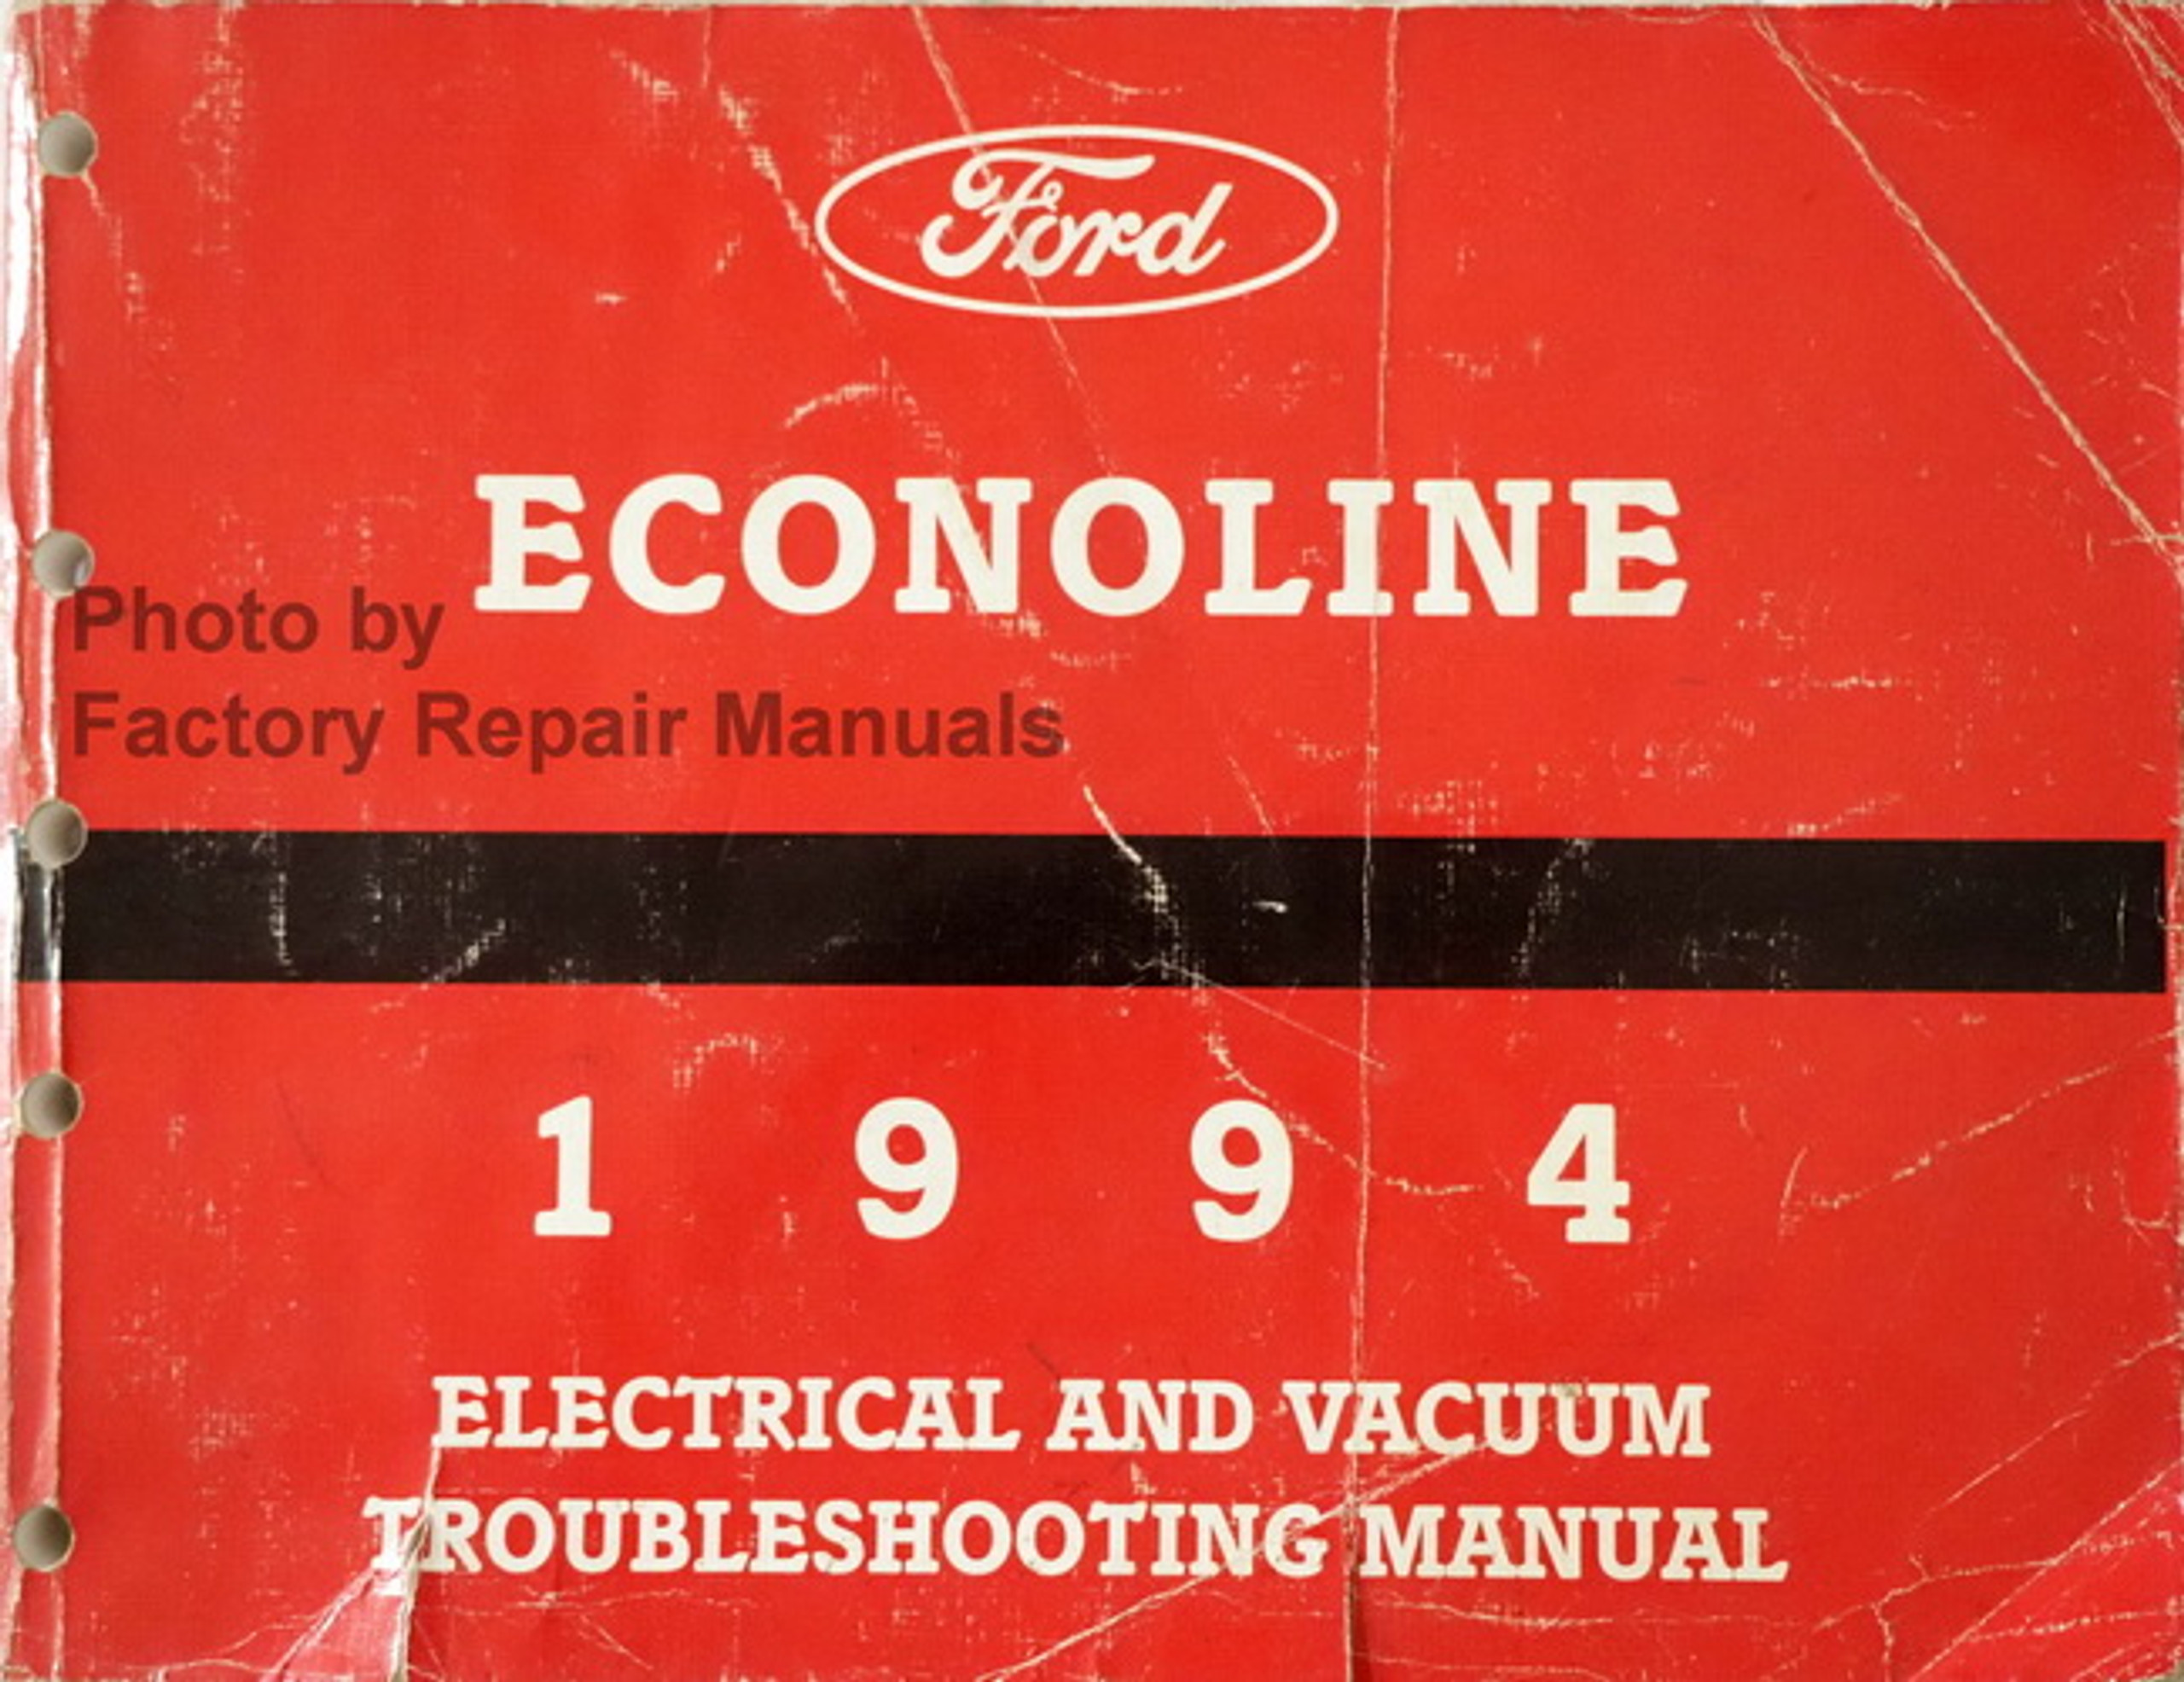 Ford
ECONOLINE
Photo by
Factory Repair Manuals
1 9 9 4
ELECTRICAL AND VACUUM
TROUBLESHOOTING MANUAL